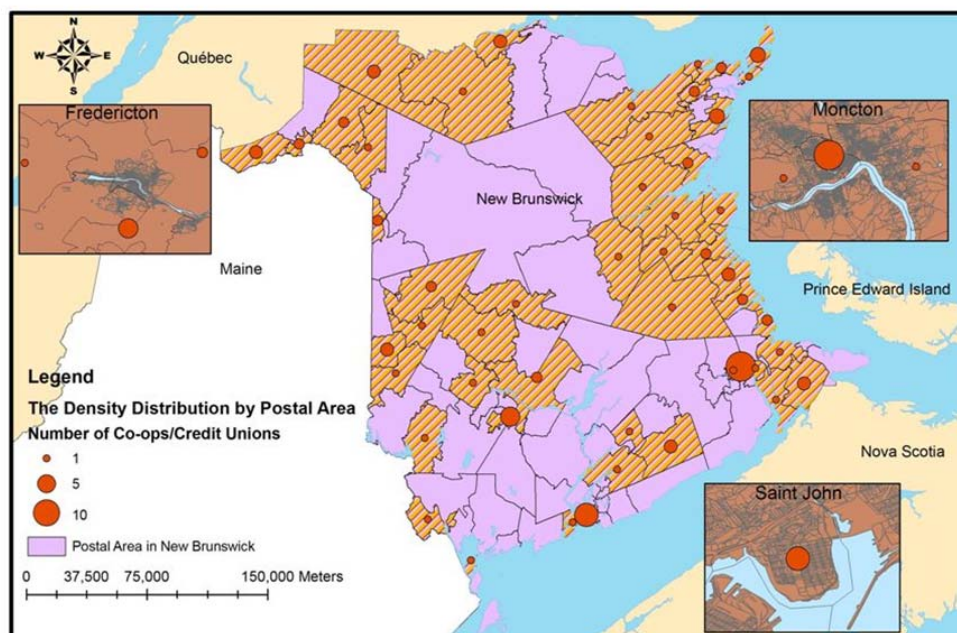 N
W E
S
Québec
Fredericton
Moncton
New Brunswick
Maine
Prince Edward Island
Legend
The Density Distribution by Postal Area
Number of Co-ops/Credit Unions
1
5
10
Postal Area in New Brunswick
0 37,500 75,000 150,000 Meters
Nova Scotia
Saint John